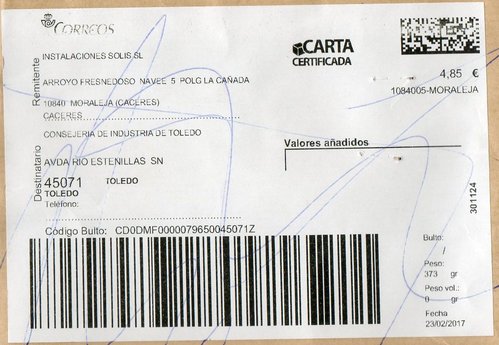 CORREOS
Remitente
INSTALACIONES SOLIS SL
ARROYO FRESNEDOSO NAVEE 5 POLG LA CAÑADA
10840 MORALEJA (CACERES)
CACERES
CARTA
CERTIFICADA
4,85 €
1084005-MORALEJA
Destinatario
CONSEJERIA DE INDUSTRIA DE TOLEDO
AVDA RIO ESTENILLAS SN
45071 TOLEDO
TOLEDO
Teléfono:
Valores añadidos
301124
Código Bulto: CD0DMF0000079650045071Z
Bulto:
/
Peso:
373 gr
Peso vol.:
0 gr
Fecha
23/02/2017